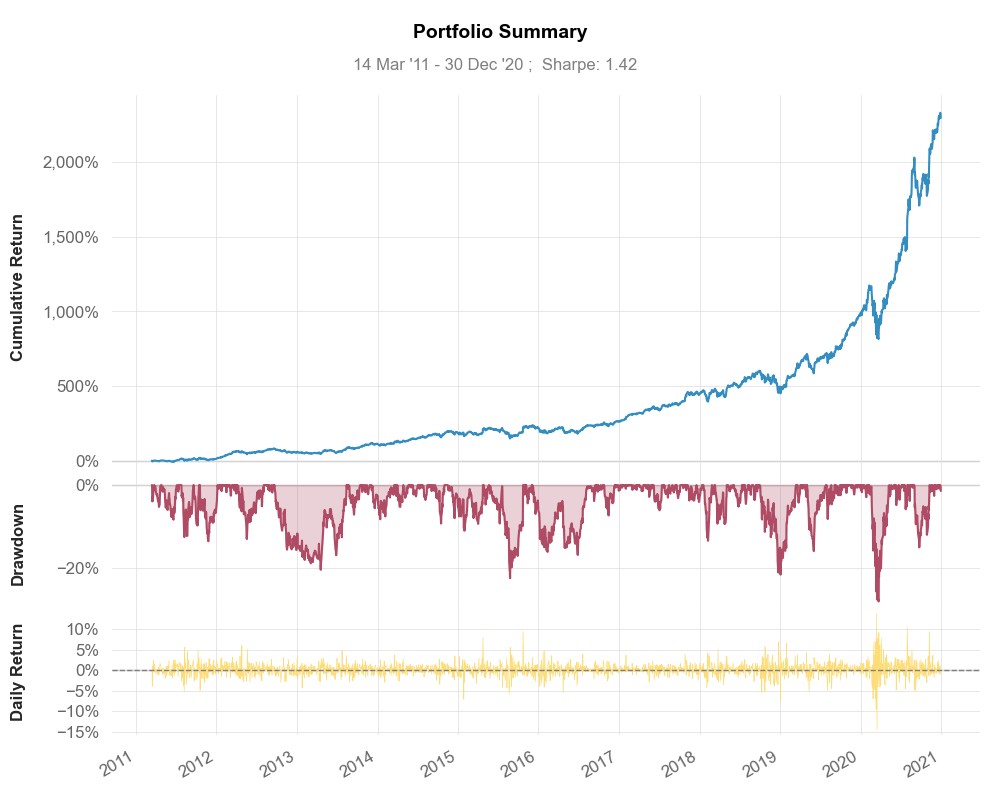 Portfolio Summary
14 Mar '11 - 30 Dec '20 ;  Sharpe: 1.42
Cumulative Return
2,000%
1,500%
1,000%
500%
0%
Drawdown
0%
−20%
Daily Return
10%
5%
0%
−5%
−10%
−15%
2011 2012 2013 2014 2015 2016 2017 2018 2019 2020 2021